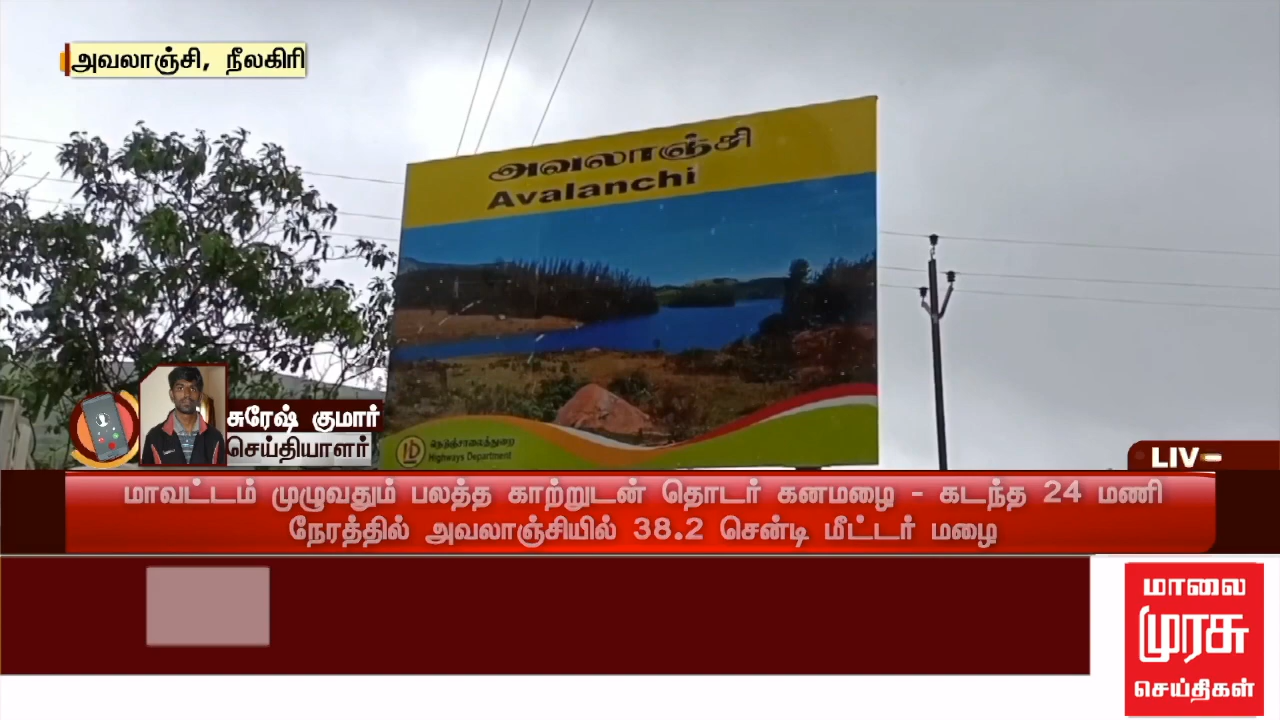 அவலாஞ்சி, நீலகிரி
அவலாஞ்சி
Avalanchi
நெடுஞ்சாலைத்துறை
Highways Department
சுரேஷ் குமார்
செய்தியாளர்
LIV
மாவட்டம் முழுவதும் பலத்த காற்றுடன் தொடர் கனமழை - கடந்த 24 மணி
நேரத்தில் அவலாஞ்சியில் 38.2 சென்டி மீட்டர் மழை
மாலை
முரசு
செய்திகள்